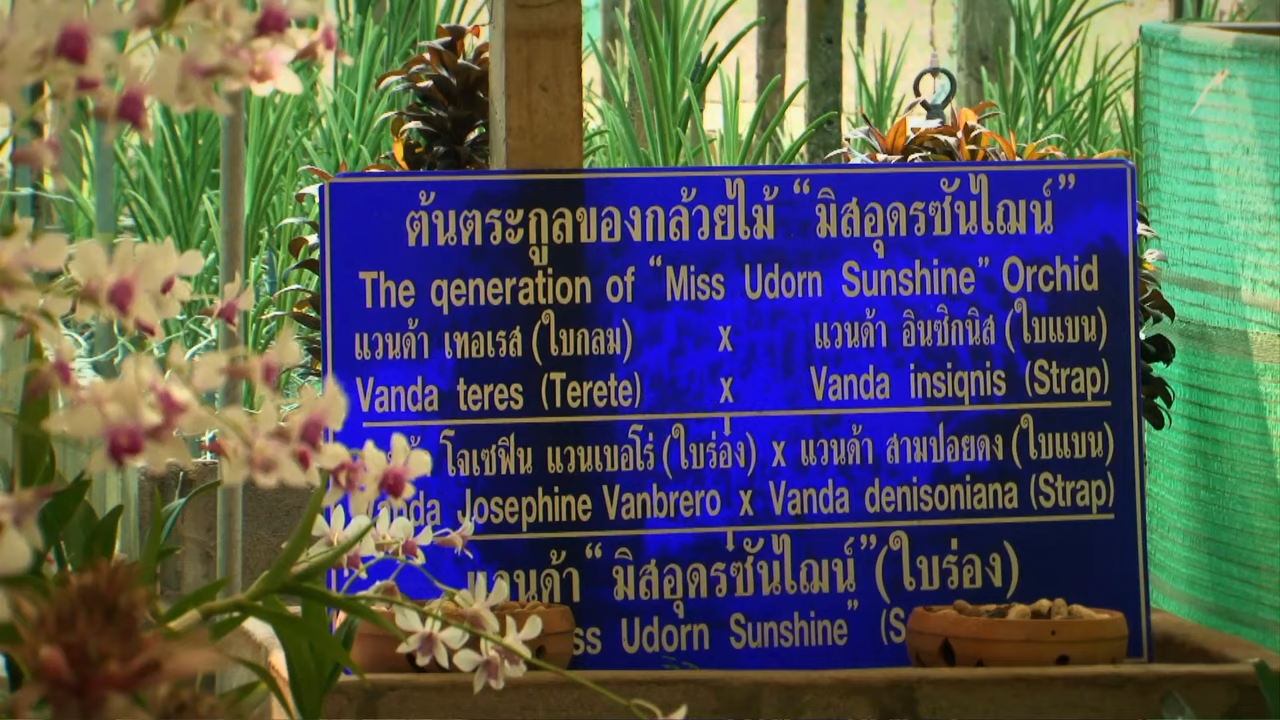 ต้นตระกูลของกล้วยไม้ “มิสอุดรซันไฌน์”
The qeneration of “Miss Udorn Sunshine” Orchid
แวนด้า เทอเรส (ใบกลม) x แวนด้า อินซิกนิส (ใบแบน)
Vanda teres (Terete) x Vanda insiqnis (Strap)
โจเซฟิน แวนเบอโร่ (ใบร่อง) x แวนด้า สามปอยดง (ใบแบน)
Vanda Josephine Vanbrero x Vanda denisoniana (Strap)
แวนด้า “มิสอุดรซันไฌน์” (ใบร่อง)
Udorn Sunshine”